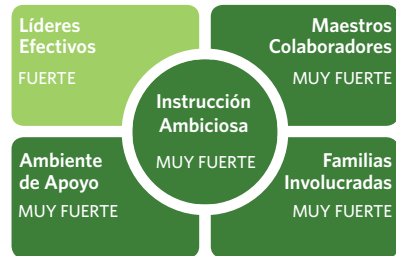 Líderes
Efectivos
FUERTE
Maestros
Colaboradores
MUY FUERTE
Instrucción
Ambiciosa
MUY FUERTE
Ambiente
de Apoyo
MUY FUERTE
Familias
Involucradas
MUY FUERTE